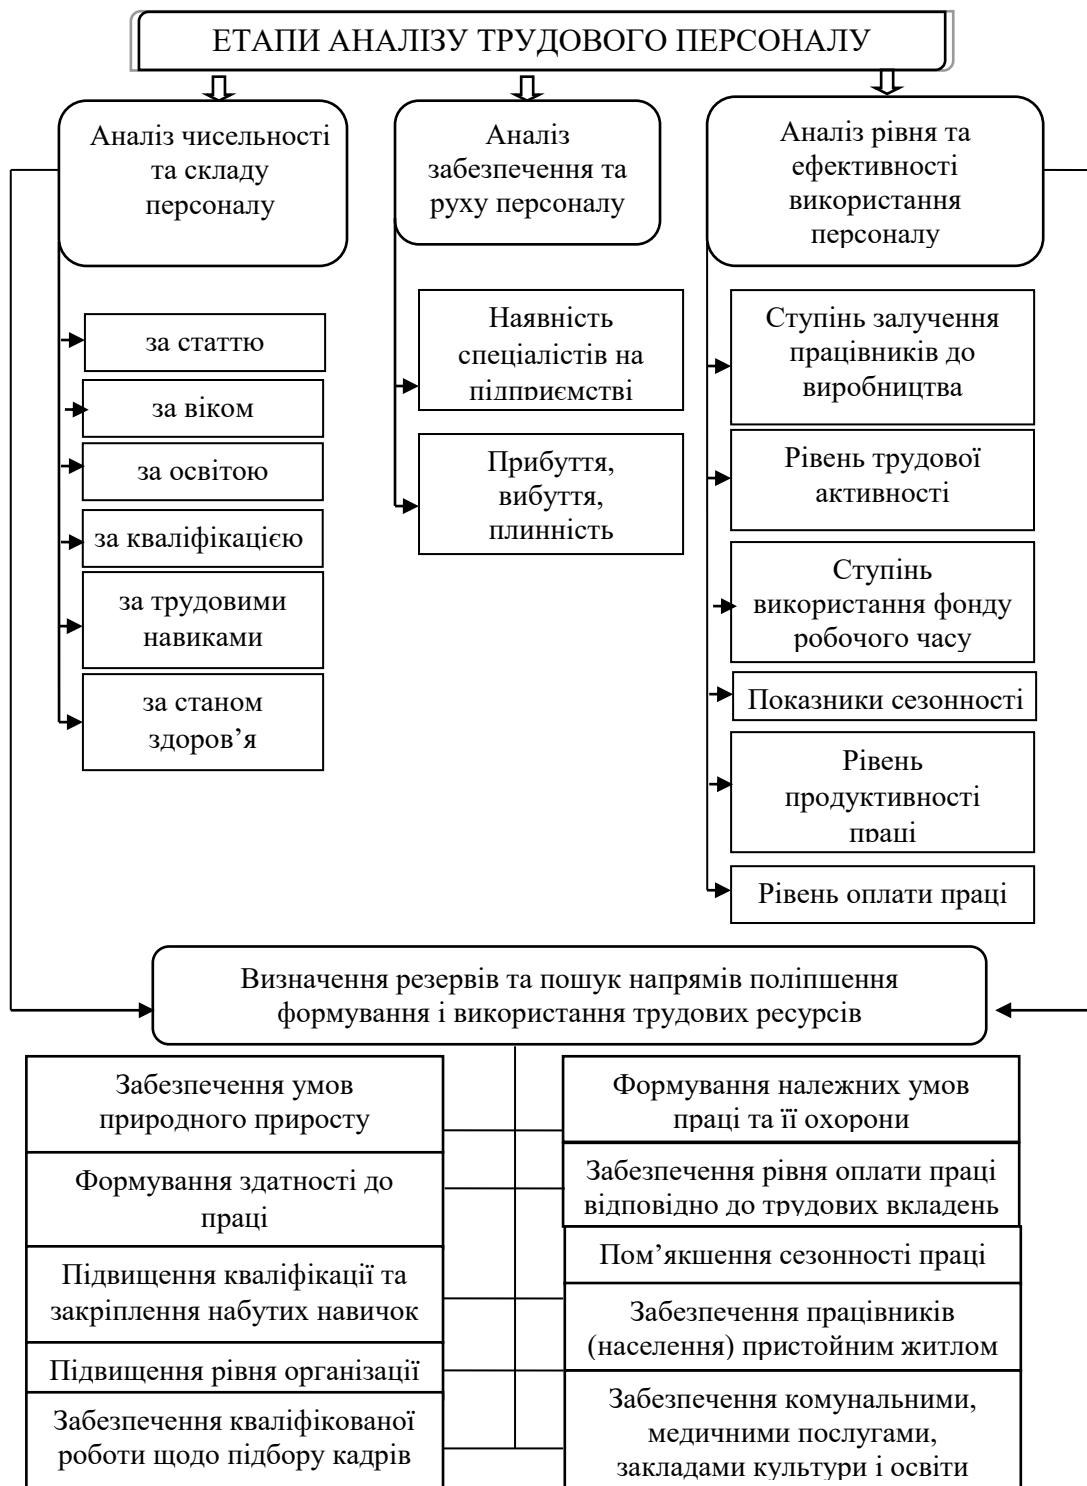 ЕТАПИ АНАЛІЗУ ТРУДОВОГО ПЕРСОНАЛУ
Аналіз чисельності
та складу
персоналу
за статтю
за віком
за освітою
за кваліфікацією
за трудовими
навиками
за станом
здоров’я
Аналіз
забезпечення та
руху персоналу
Наявність
спеціалістів на
підприємстві
Прибуття,
вибуття,
плинність
Аналіз рівня та
ефективності
використання
персоналу
Ступінь залучення
працівників до
виробництва
Рівень трудової
активності
Ступінь
використання фонду
робочого часу
Показники сезонності
Рівень
продуктивності
праці
Рівень оплати праці
Визначення резервів та пошук напрямів поліпшення
формування і використання трудових ресурсів
Забезпечення умов
природного приросту
Формування здатності до
праці
Підвищення кваліфікації та
закріплення набутих навичок
Підвищення рівня організації
Забезпечення кваліфікованої
роботи щодо підбору кадрів
Формування належних умов
праці та її охорони
Забезпечення рівня оплати праці
відповідно до трудових вкладень
Пом’якшення сезонності праці
Забезпечення працівників
(населення) пристойним житлом
Забезпечення комунальними,
медичними послугами,
закладами культури і освіти